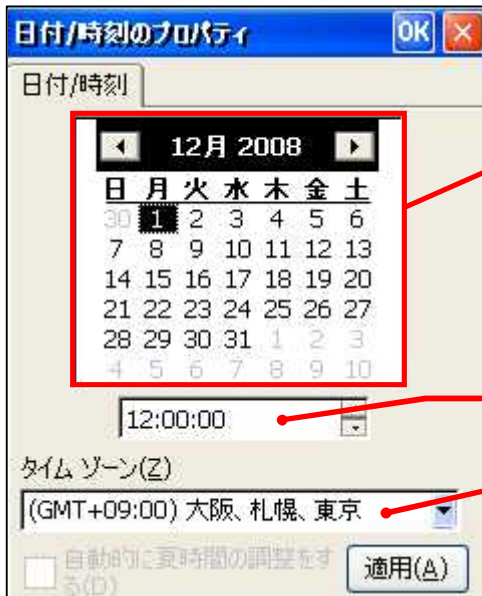 日付/時刻のプロパティ OK
日付/時刻
12月 2008
日 月 火 水 木 金 土
30 1 2 3 4 5 6
7 8 9 10 11 12 13
14 15 16 17 18 19 20
21 22 23 24 25 26 27
28 29 30 31 1 2 3
4 5 6 7 8 9 10
12:00:00
タイム ゾーン(Z)
(GMT+09:00) 大阪、札幌、東京
自動的に夏時間の調整をす
る(D)
適用(A)